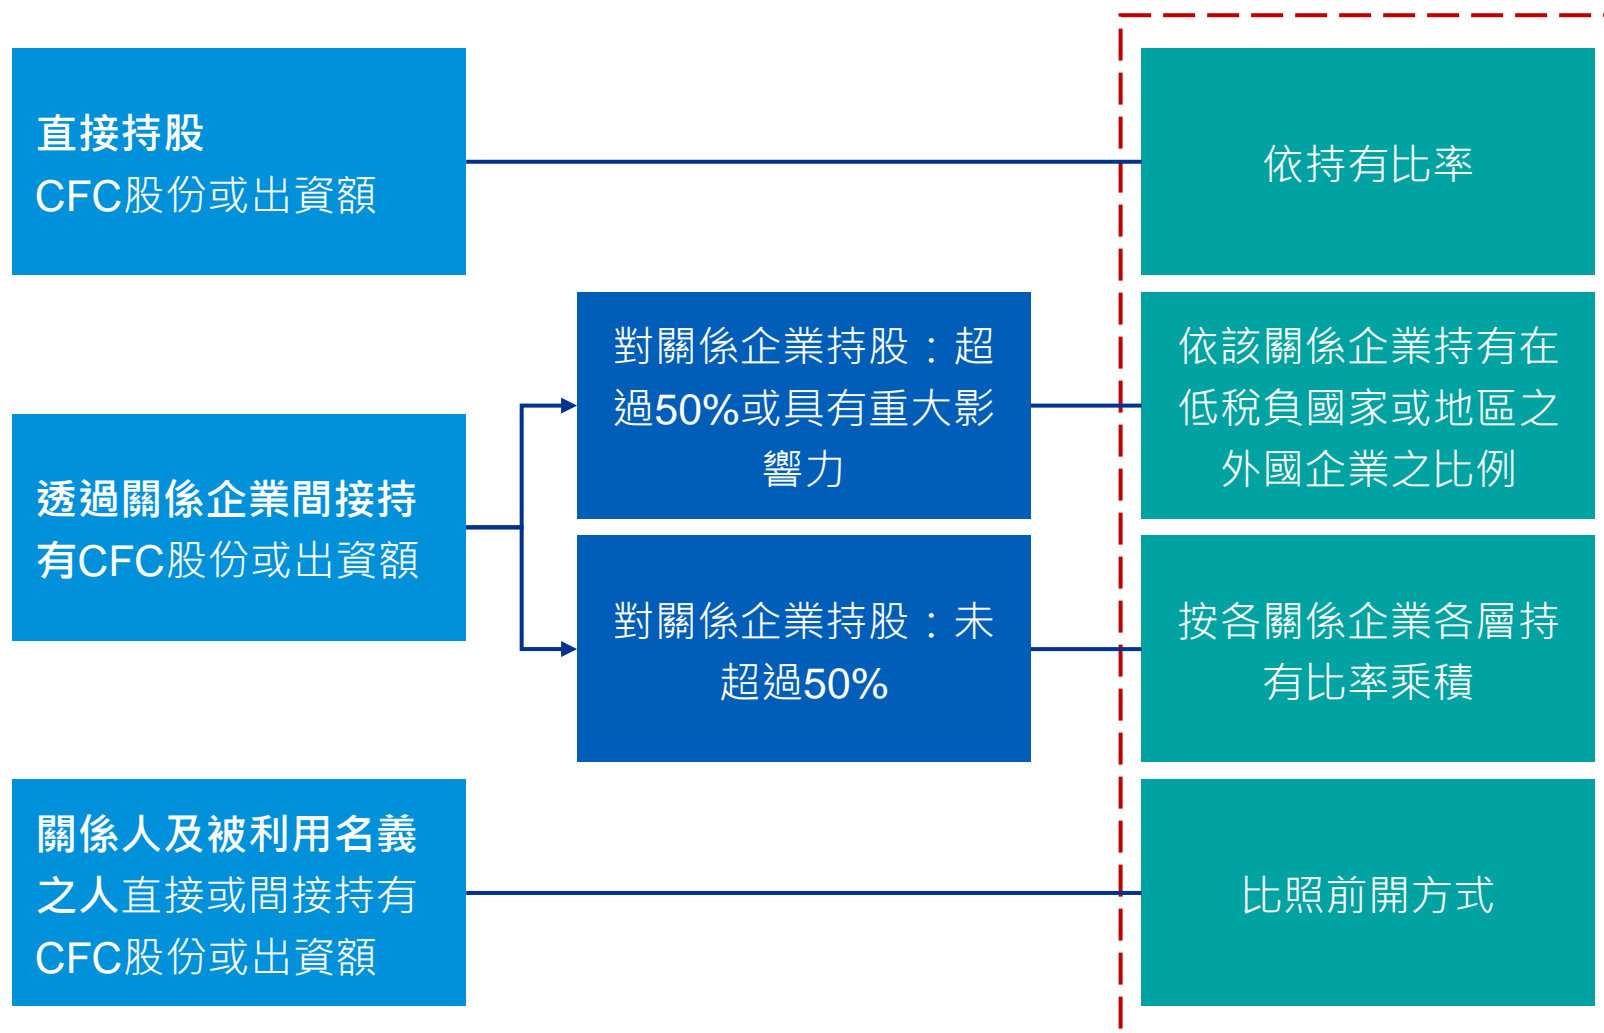 直接持股
CFC股份或出資額
依持有比率
透過關係企業間接持
有CFC股份或出資額
對關係企業持股：超
過50%或具有重大影
響力
依該關係企業持有在
低稅負國家或地區之
外國企業之比例
對關係企業持股：未
超過50%
按各關係企業各層持
有比率乘積
關係人及被利用名義
之人直接或間接持有
CFC股份或出資額
比照前開方式